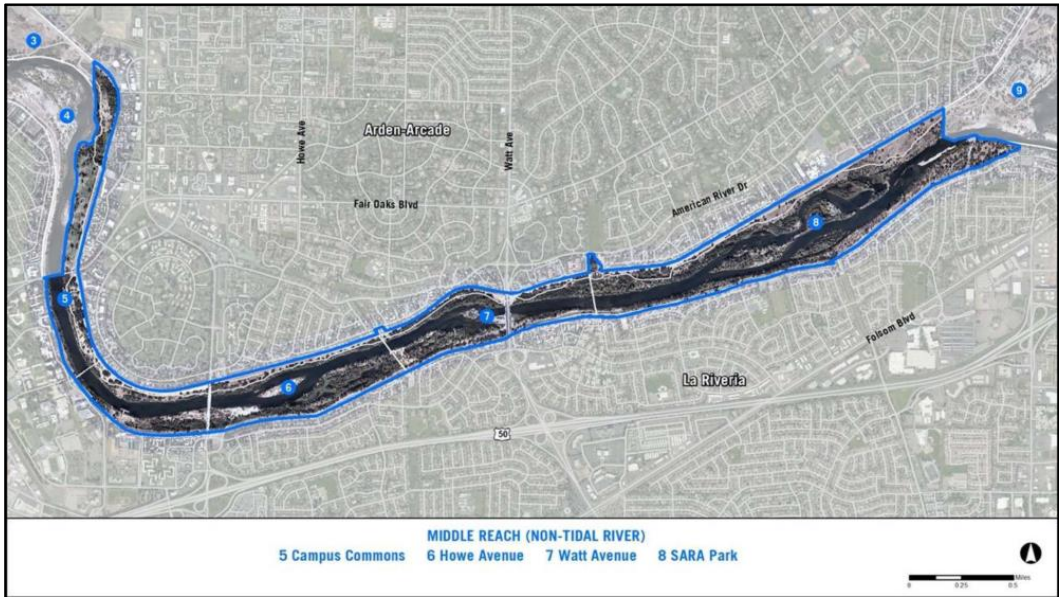 3
9
4
Arden-Arcade
Howe Ave
Watt Ave
American River Dr
Fair Oaks Blvd
8
5
7
Folsom Blvd
La Riveria
6
50
MIDDLE REACH (NON-TIDAL RIVER)
5 Campus Commons 6 Howe Avenue 7 Watt Avenue 8 SARA Park
Miles
0 0.25 0.5